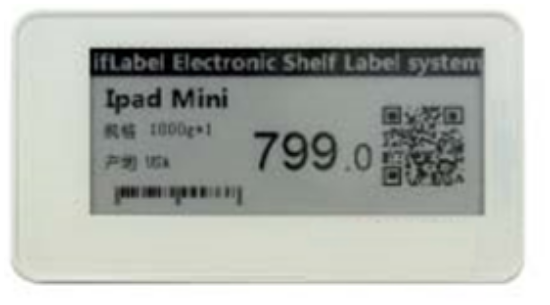 ifLabel Electronic Shelf Label system
Ipad Mini
规格 1000g*1
799.0
产地 USA